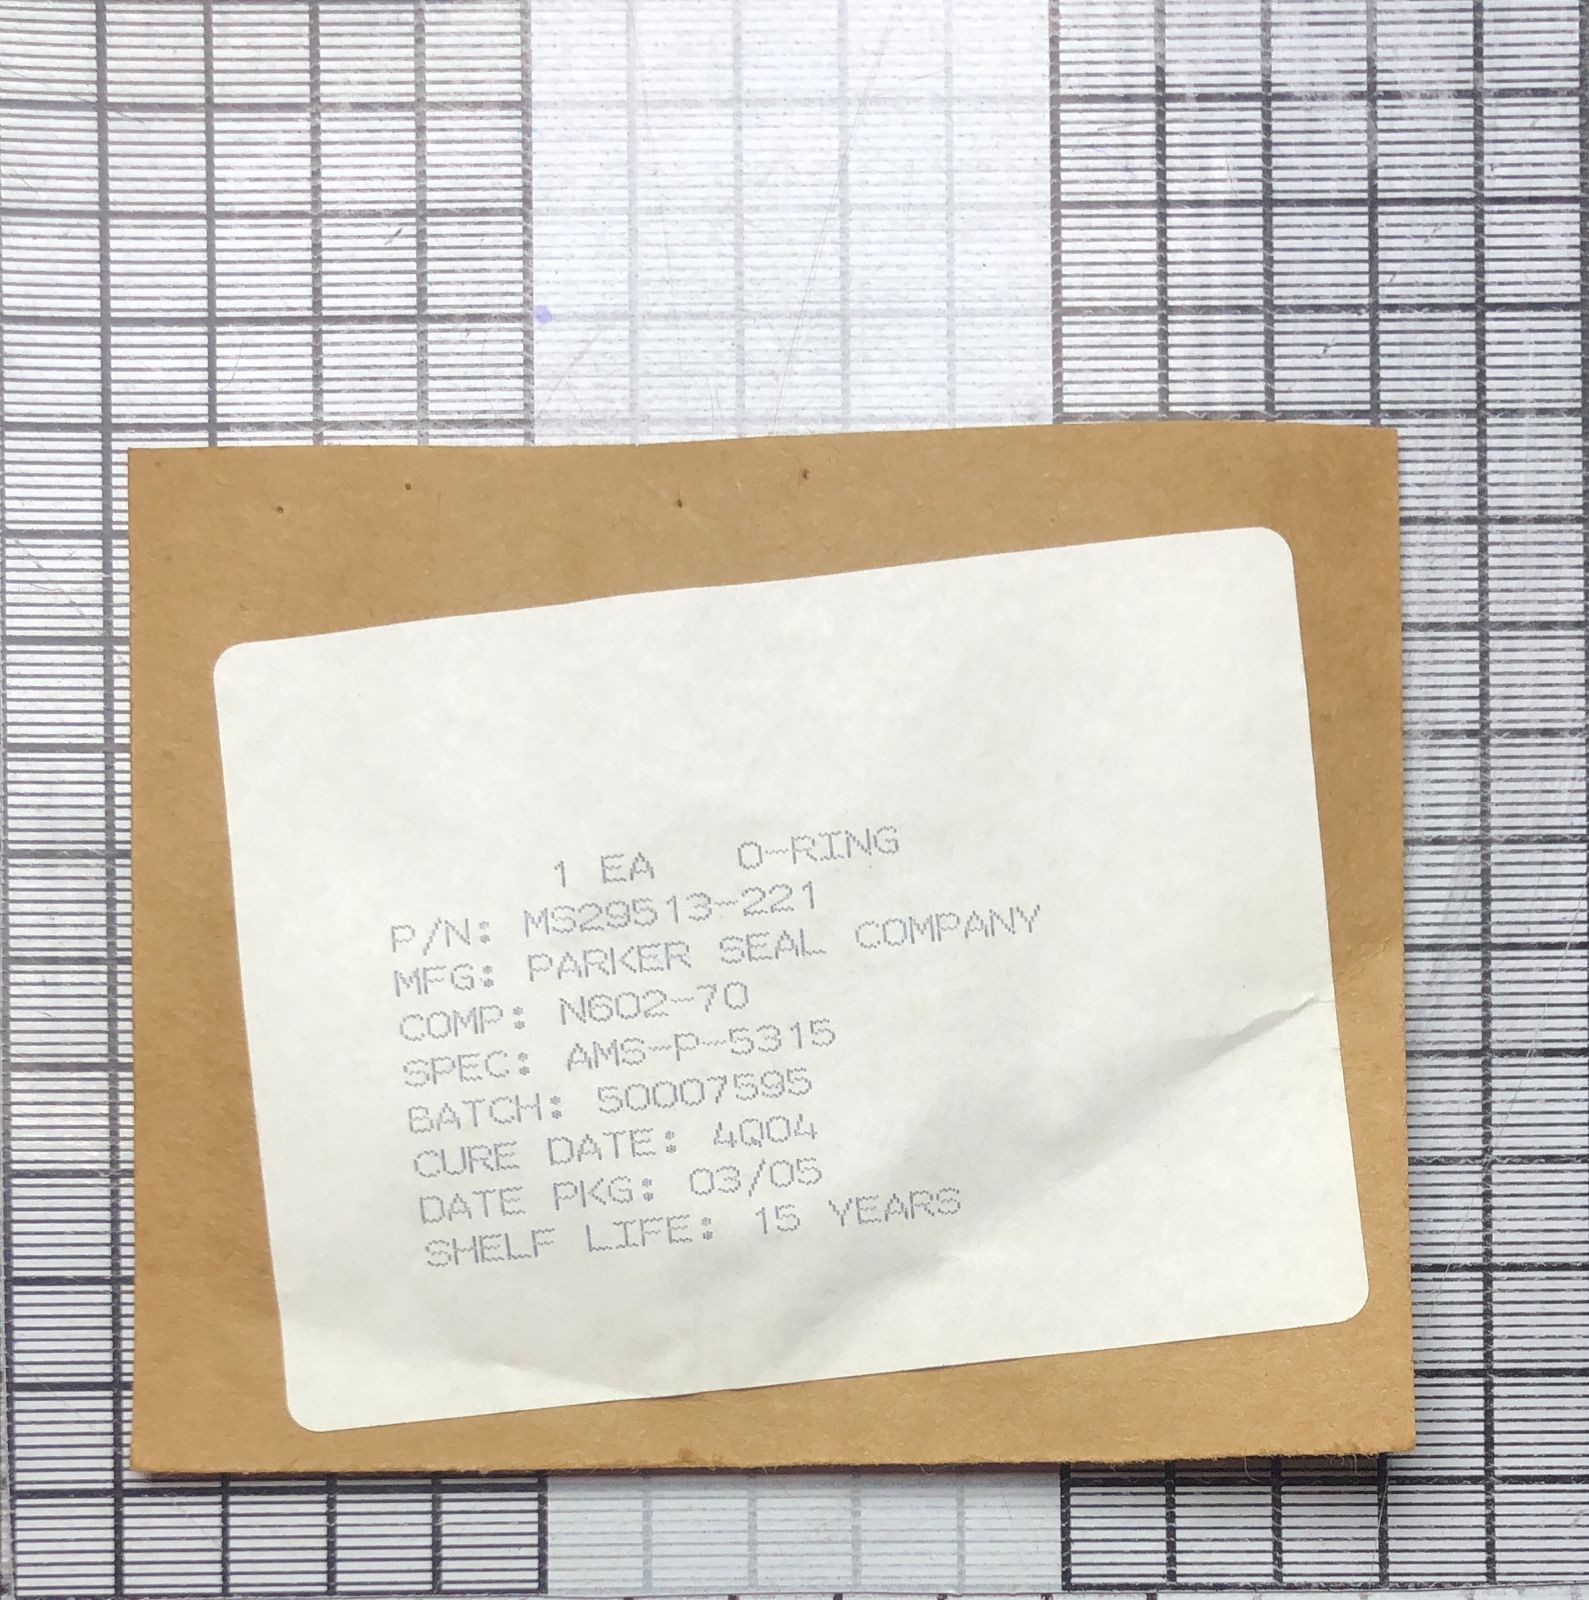 1 EA O-RING
P/N: MS29513-221
MFG: PARKER SEAL COMPANY
COMP: N602-70
SPEC: AMS-P-5315
BATCH: 50007595
CURE DATE: 4Q04
DATE PKG: 03/05
SHELF LIFE: 15 YEARS